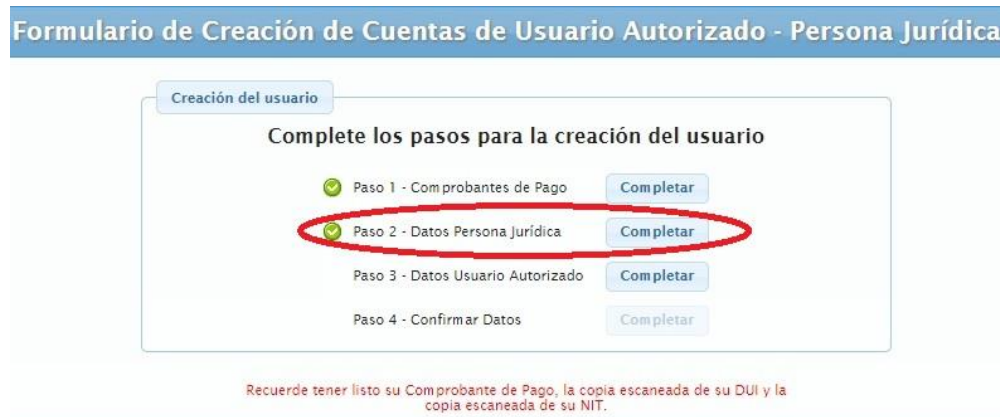 Formulario de Creación de Cuentas de Usuario Autorizado - Persona Jurídica
Creación del usuario
Complete los pasos para la creación del usuario
Paso 1 - Comprobantes de Pago Completar
Paso 2 - Datos Persona Jurídica Completar
Paso 3 - Datos Usuario Autorizado Completar
Paso 4 - Confirmar Datos Completar
Recuerde tener listo su Comprobante de Pago, la copia escaneada de su DUI y la
copia escaneada de su NIT.